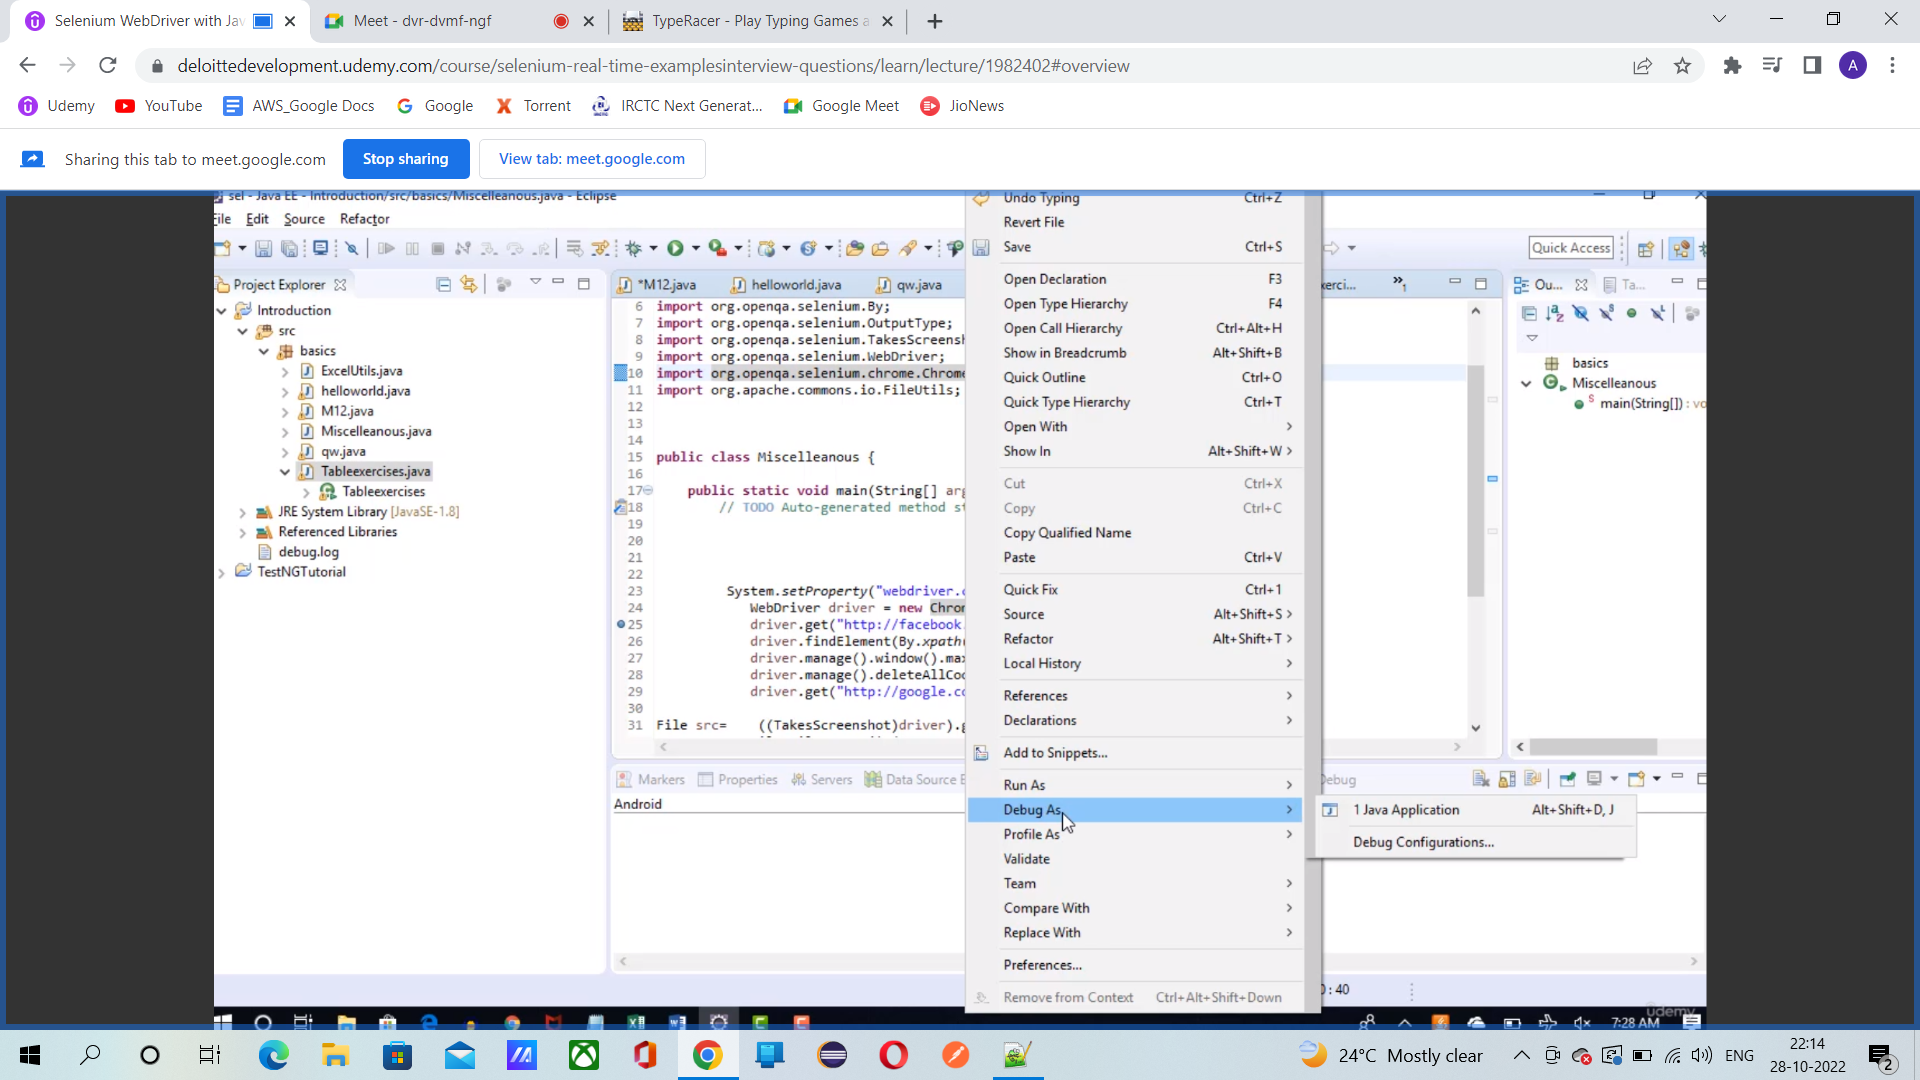 Selenium WebDriver with Jav
Meet - dvr-dvmf-ngf
TypeRacer - Play Typing Games a
deloittedevelopment.udemy.com/course/selenium-real-time-examplesinterview-questions/learn/lecture/1982402#overview
A
Udemy
YouTube
AWS_Google Docs
Google
Torrent
IRCTC Next Generat...
Google Meet
JioNews
Sharing this tab to meet.google.com
Stop sharing
View tab: meet.google.com
sel - Java EE - Introduction/src/basics/Miscelleanous.java - Eclipse
File Edit Source Refactor
Quick Access
Project Explorer
Introduction
src
basics
ExcelUtils.java
helloworld.java
M12.java
Miscelleanous.java
qw.java
Tableexercises.java
Tableexercises
JRE System Library [JavaSE-1.8]
Referenced Libraries
debug.log
TestNGTutorial
*M12.java
helloworld.java
qw.java
6 import org.openqa.selenium.By;
7 import org.openqa.selenium.OutputType;
8 import org.openqa.selenium.TakesScreensh
9 import org.openqa.selenium.WebDriver;
10 import org.openqa.selenium.chrome.Chrome
11 import org.apache.commons.io.FileUtils;
12
13
14
15 public class Miscelleanous {
16
17 public static void main(String[] arg
18 // TODO Auto-generated method st
19
20
21
22
23 System.setProperty("webdriver.c
24 WebDriver driver = new Chrom
25 driver.get("http://facebook.
26 driver.findElement(By.xpath(
27 driver.manage().window().max
28 driver.manage().deleteAllCoo
29 driver.get("http://google.co
30
31 File src= ((TakesScreenshot)driver).g
Markers
Properties
Servers
Data Source E
Android
Undo Typing Ctrl+Z
Revert File
Save Ctrl+S
Open Declaration F3
Open Type Hierarchy F4
Open Call Hierarchy Ctrl+Alt+H
Show in Breadcrumb Alt+Shift+B
Quick Outline Ctrl+O
Quick Type Hierarchy Ctrl+T
Open With
Show In Alt+Shift+W
Cut Ctrl+X
Copy Ctrl+C
Copy Qualified Name
Paste Ctrl+V
Quick Fix Ctrl+1
Source Alt+Shift+S
Refactor Alt+Shift+T
Local History
References
Declarations
Add to Snippets...
Run As
Debug As
Profile As
Validate
Team
Compare With
Replace With
Preferences...
Remove from Context Ctrl+Alt+Shift+Down
1 Java Application Alt+Shift+D, J
Debug Configurations...
xerci...
Debug
Ou...
Ta...
basics
Miscelleanous
main(String[]) : vo
: 40
udemy
7:28 AM
24°C Mostly clear
ENG
22:14
28-10-2022
2